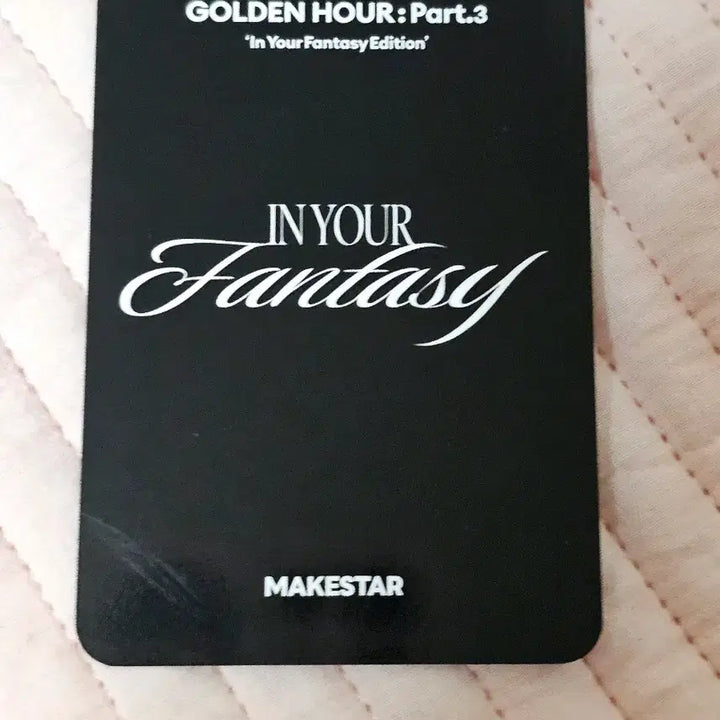 GOLDEN HOUR : Part.3
'In Your Fantasy Edition'
IN YOUR
Fantasy
MAKESTAR